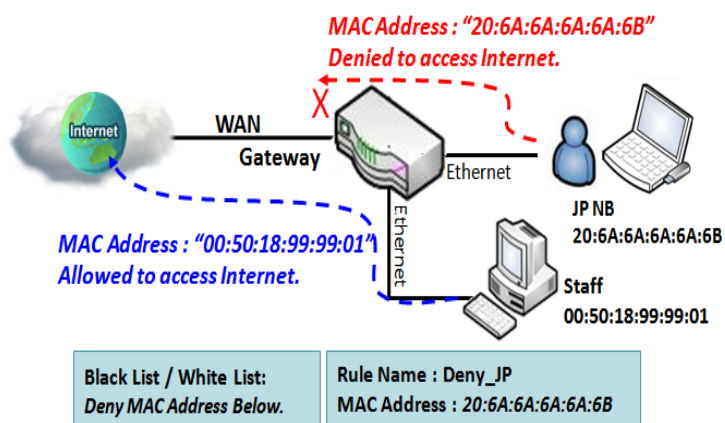 MAC Address : “20:6A:6A:6A:6A:6B”
Denied to access Internet.
X
Internet
WAN
Gateway
Ethernet
Ethernet
JP NB
20:6A:6A:6A:6A:6B
MAC Address : “00:50:18:99:99:01”
Allowed to access Internet.
Staff
00:50:18:99:99:01
Black List / White List:
Deny MAC Address Below.
Rule Name : Deny_JP
MAC Address : 20:6A:6A:6A:6A:6B